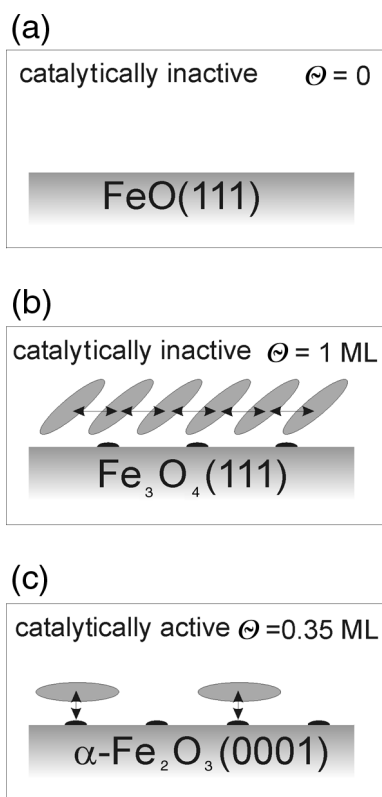 (a)
catalytically inactive ϴ = 0
FeO(111)
(b)
catalytically inactive ϴ = 1 ML
Fe₃O₄(111)
(c)
catalytically active ϴ =0.35 ML
α-Fe₂O₃(0001)